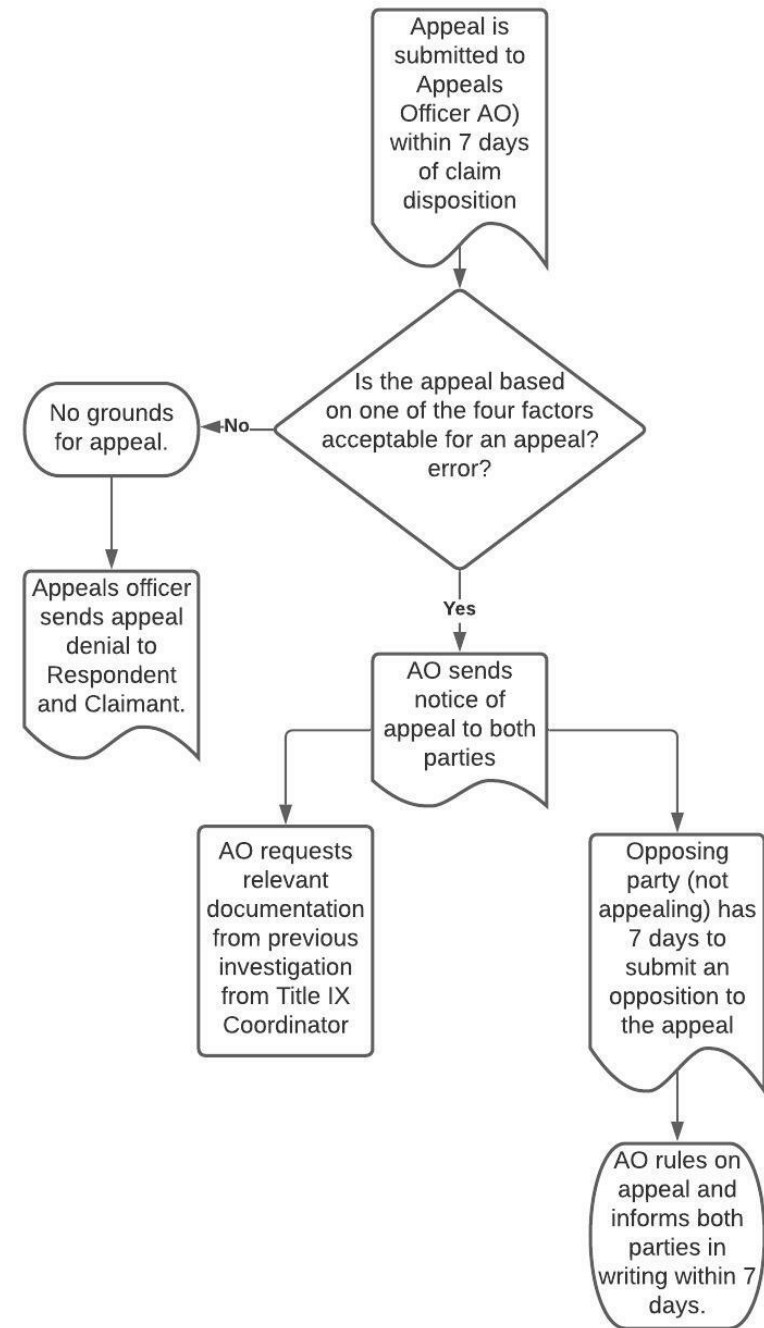 Appeal is
submitted to
Appeals
Officer AO)
within 7 days
of claim
disposition
Is the appeal based
on one of the four factors
acceptable for an appeal?
error?
No
No grounds
for appeal.
Appeals officer
sends appeal
denial to
Respondent
and Claimant.
Yes
AO sends
notice of
appeal to both
parties
AO requests
relevant
documentation
from previous
investigation
from Title IX
Coordinator
Opposing
party (not
appealing) has
7 days to
submit an
opposition to
the appeal
AO rules on
appeal and
informs both
parties in
writing within 7
days.